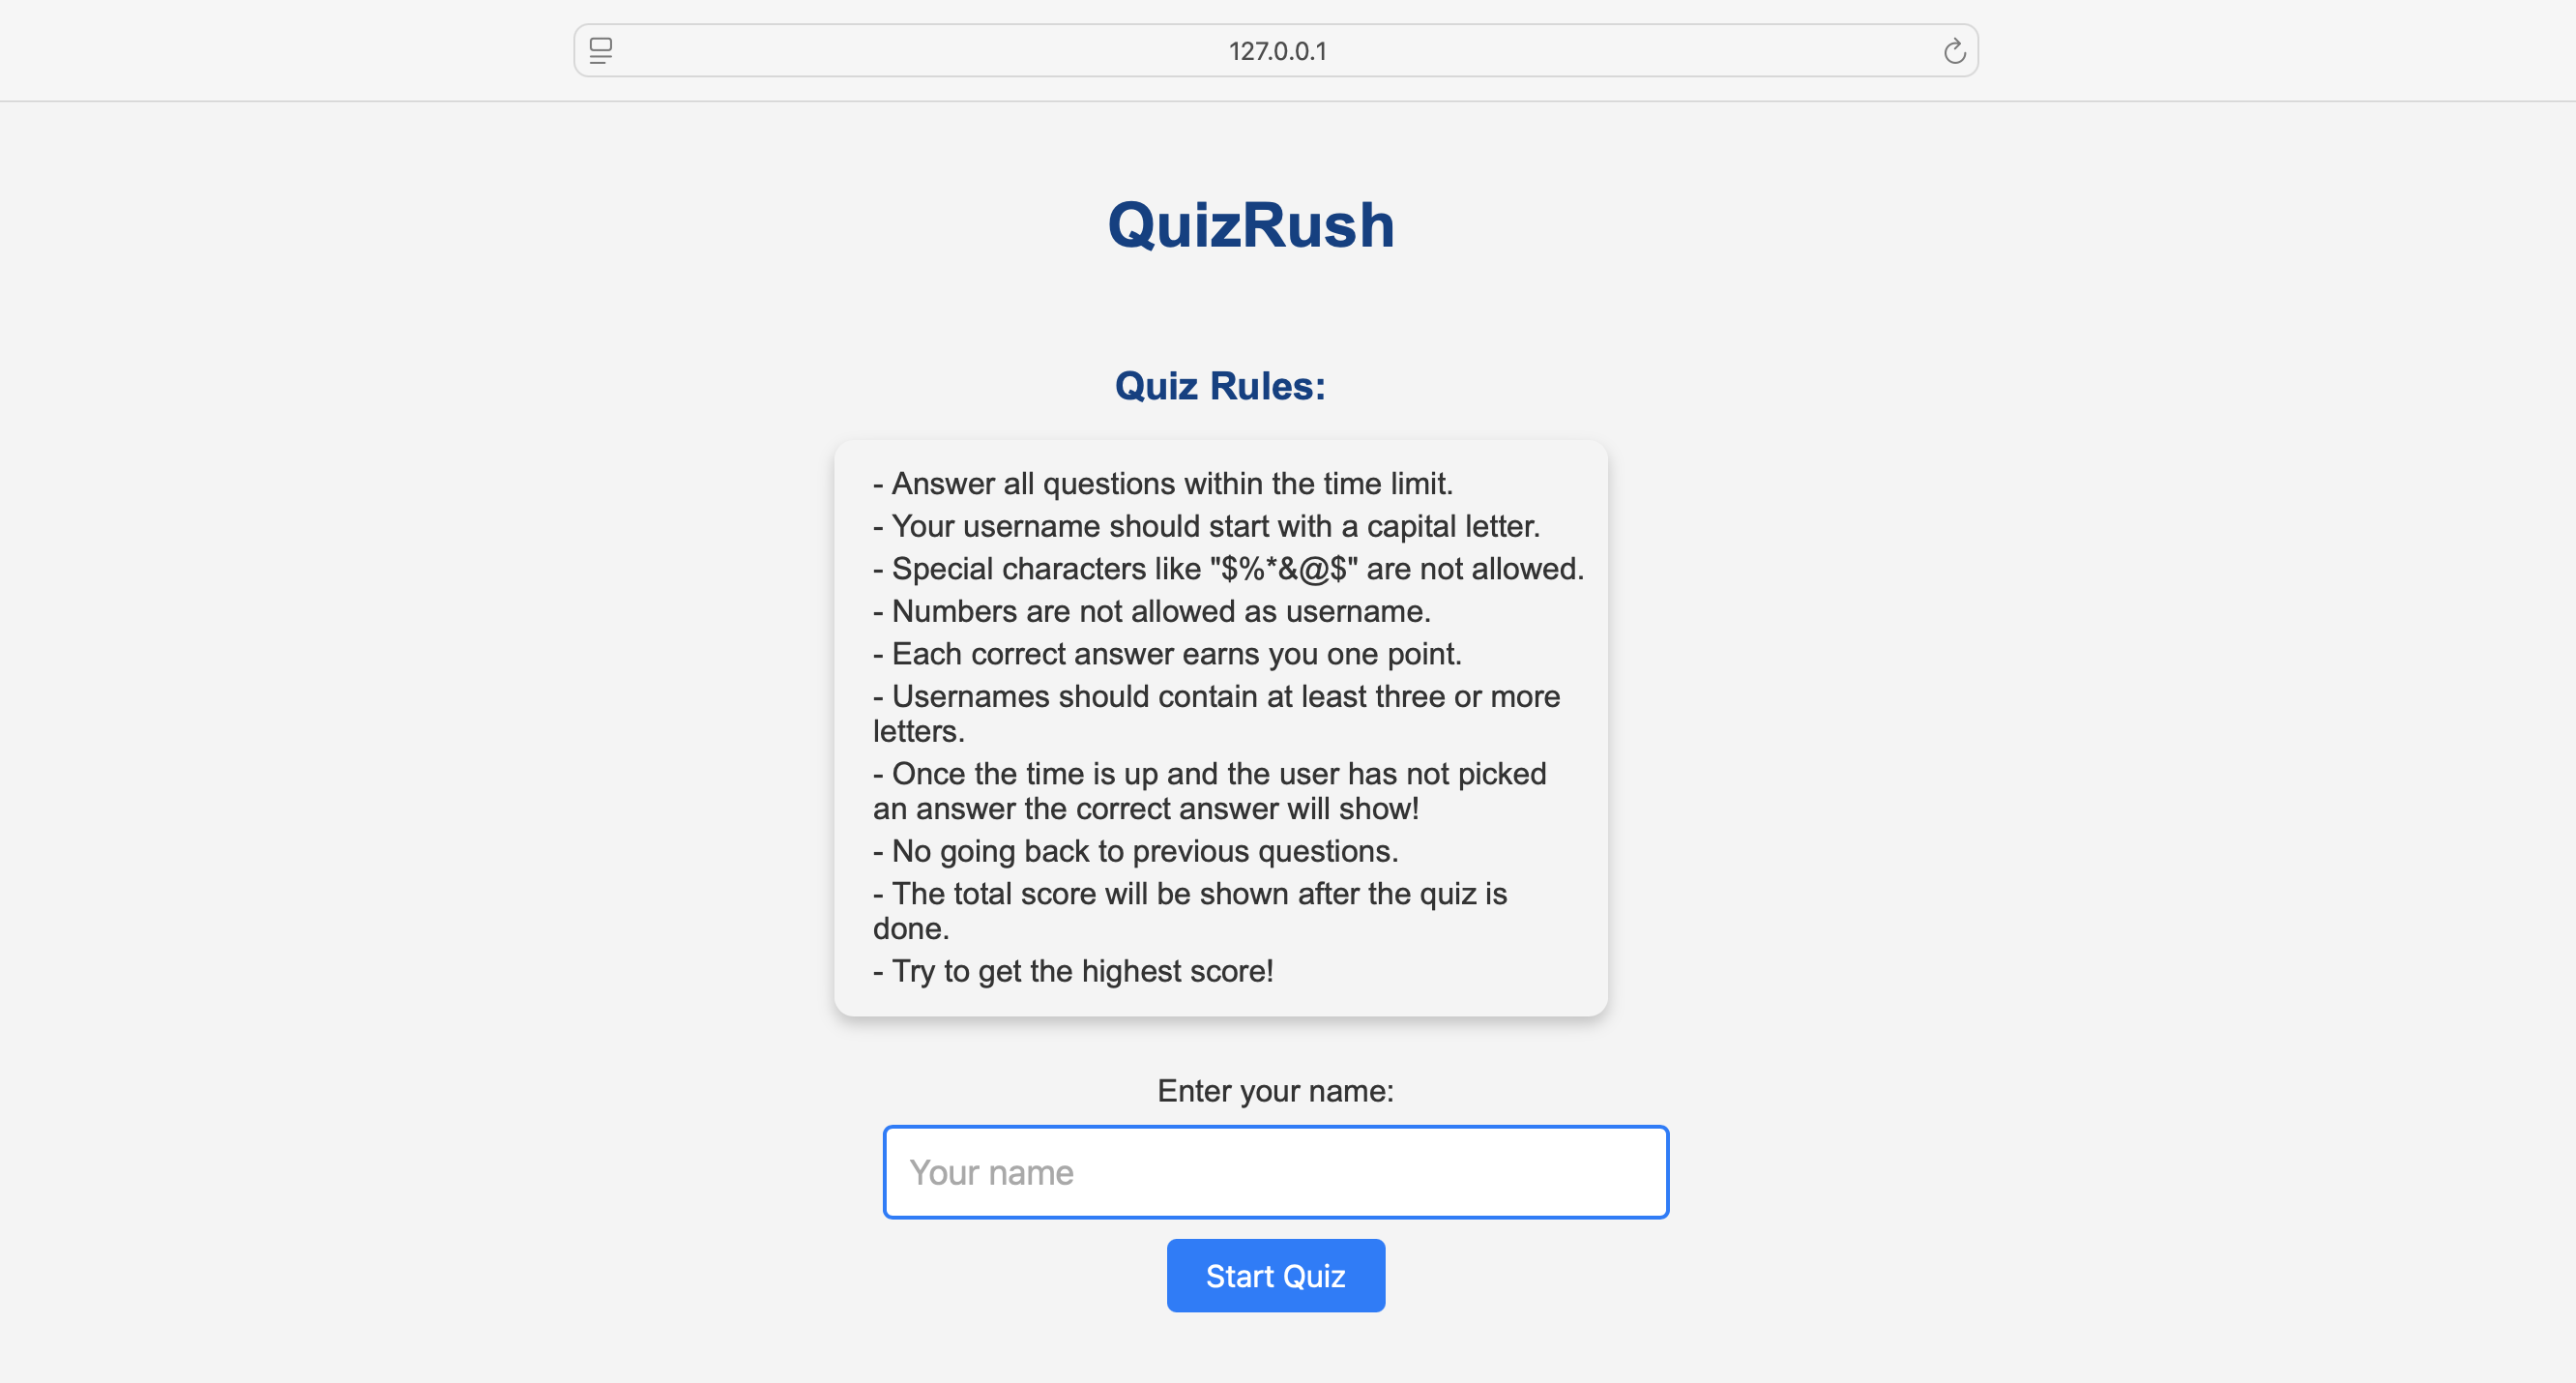 127.0.0.1
QuizRush
Quiz Rules:
- Answer all questions within the time limit.
- Your username should start with a capital letter.
- Special characters like "$%*&@$" are not allowed.
- Numbers are not allowed as username.
- Each correct answer earns you one point.
- Usernames should contain at least three or more
letters.
- Once the time is up and the user has not picked
an answer the correct answer will show!
- No going back to previous questions.
- The total score will be shown after the quiz is
done.
- Try to get the highest score!
Enter your name:
Your name
Start Quiz